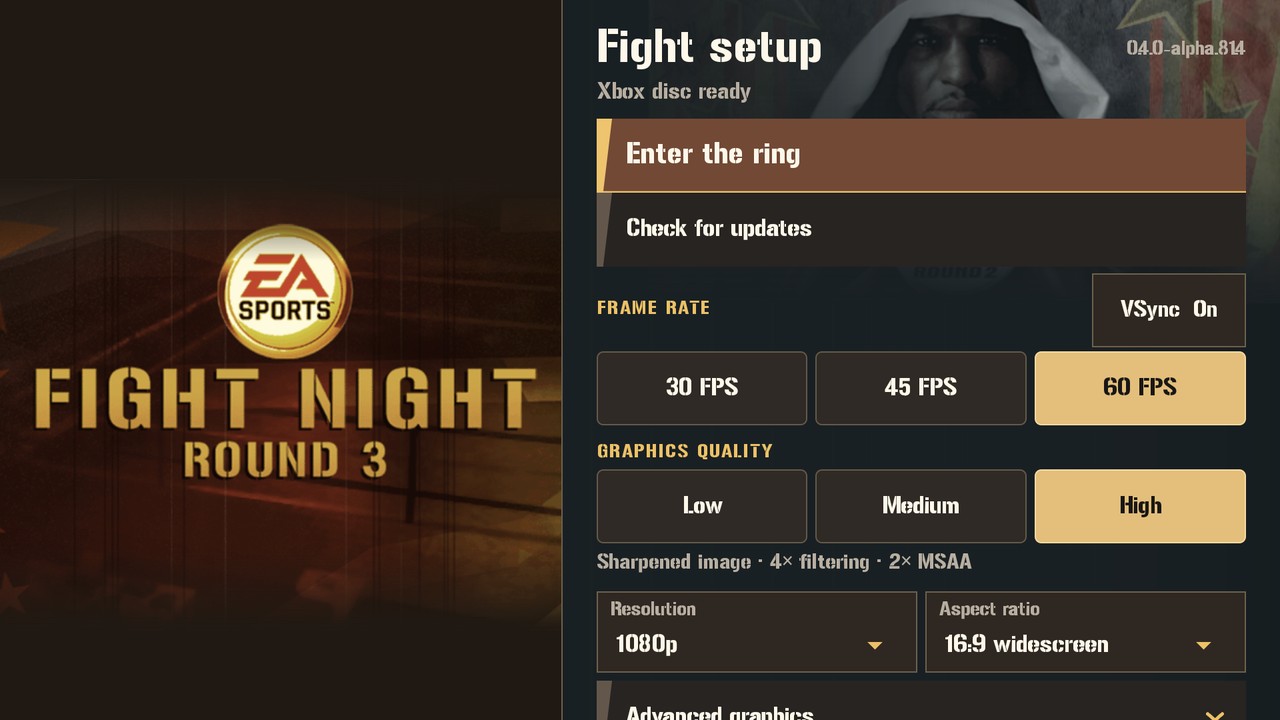 EA
SPORTS
FIGHT NIGHT
ROUND 3
Fight setup
04.0-alpha.814
Xbox disc ready
Enter the ring
Check for updates
ROUND 2
FRAME RATE
VSync On
30 FPS
45 FPS
60 FPS
GRAPHICS QUALITY
Low
Medium
High
Sharpened image · 4× filtering · 2× MSAA
Resolution
Aspect ratio
1080p
16:9 widescreen
Advanced graphics